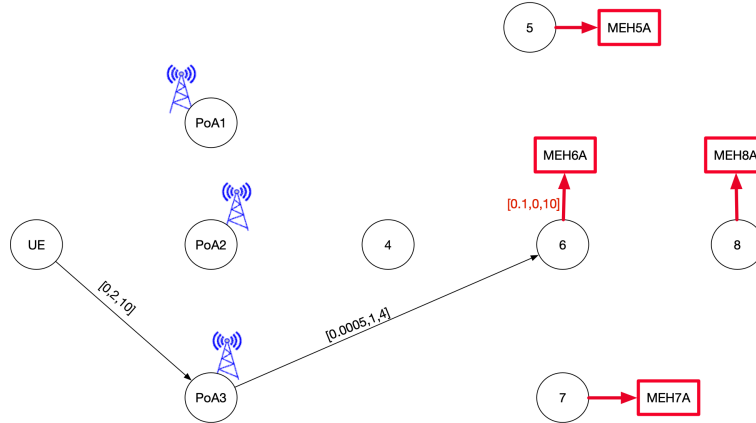 5
MEH5A
PoA1
MEH6A
MEH8A
[0.1,0,10]
UE
PoA2
4
6
8
[0,2,10]
[0.0005,1,4]
PoA3
7
MEH7A